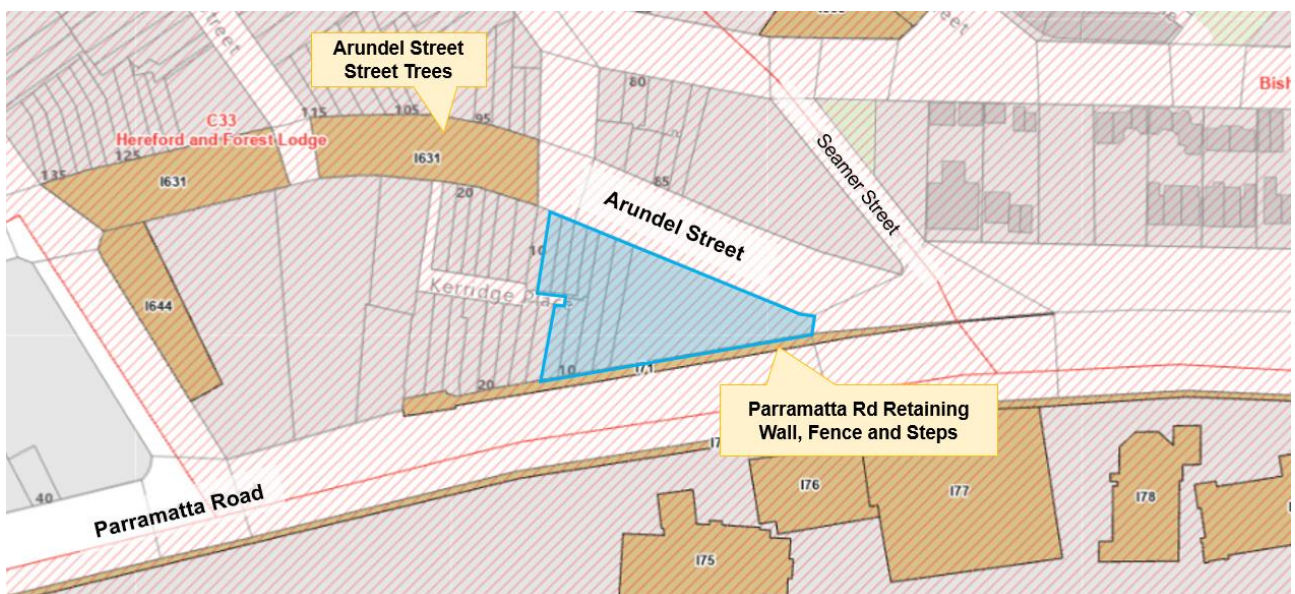 Arundel Street
Street Trees
80
Bish
C33
Hereford and Forest Lodge
115
105
95
125
135
I631
I631
85
Seamer Street
20
Arundel Street
10
Kerridge Place
I644
I71
10
20
Parramatta Rd Retaining
Wall, Fence and Steps
I76
I77
I78
I75
40
Parramatta Road